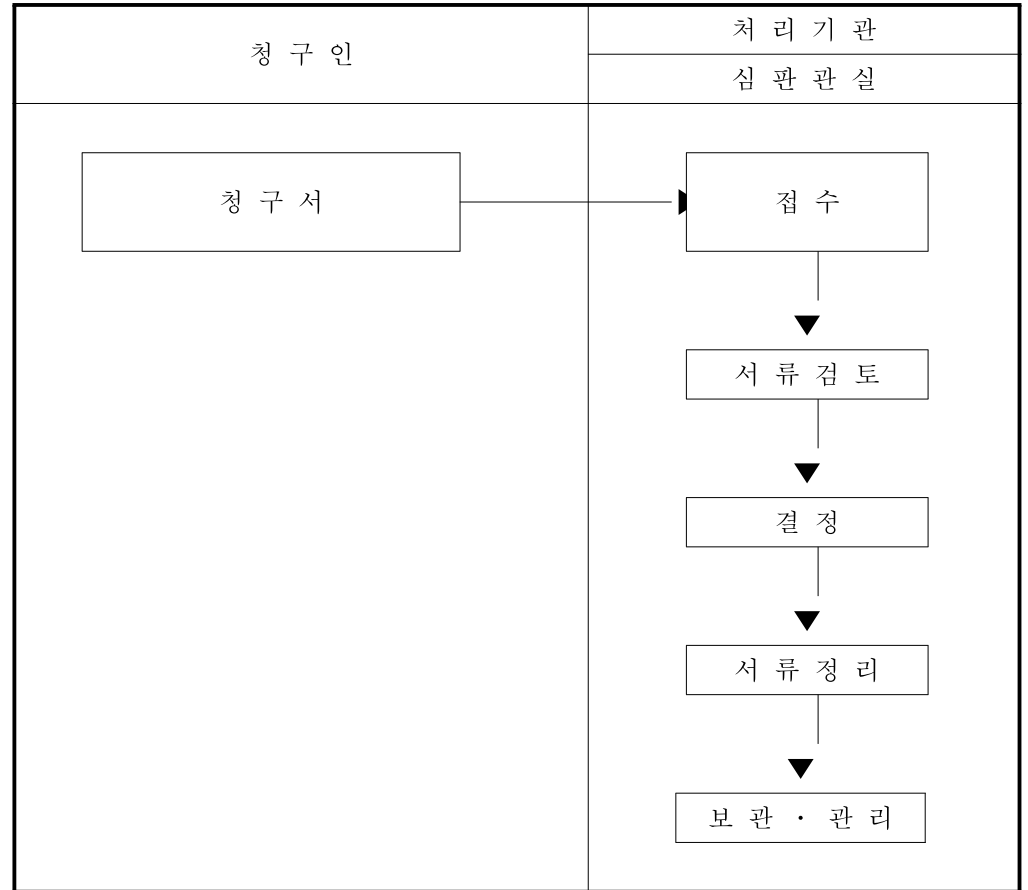 청 구 인
처 리 기 관
심 판 관 실
청 구 서
접 수
서 류 검 토
결 정
서 류 정 리
보 관 · 관 리